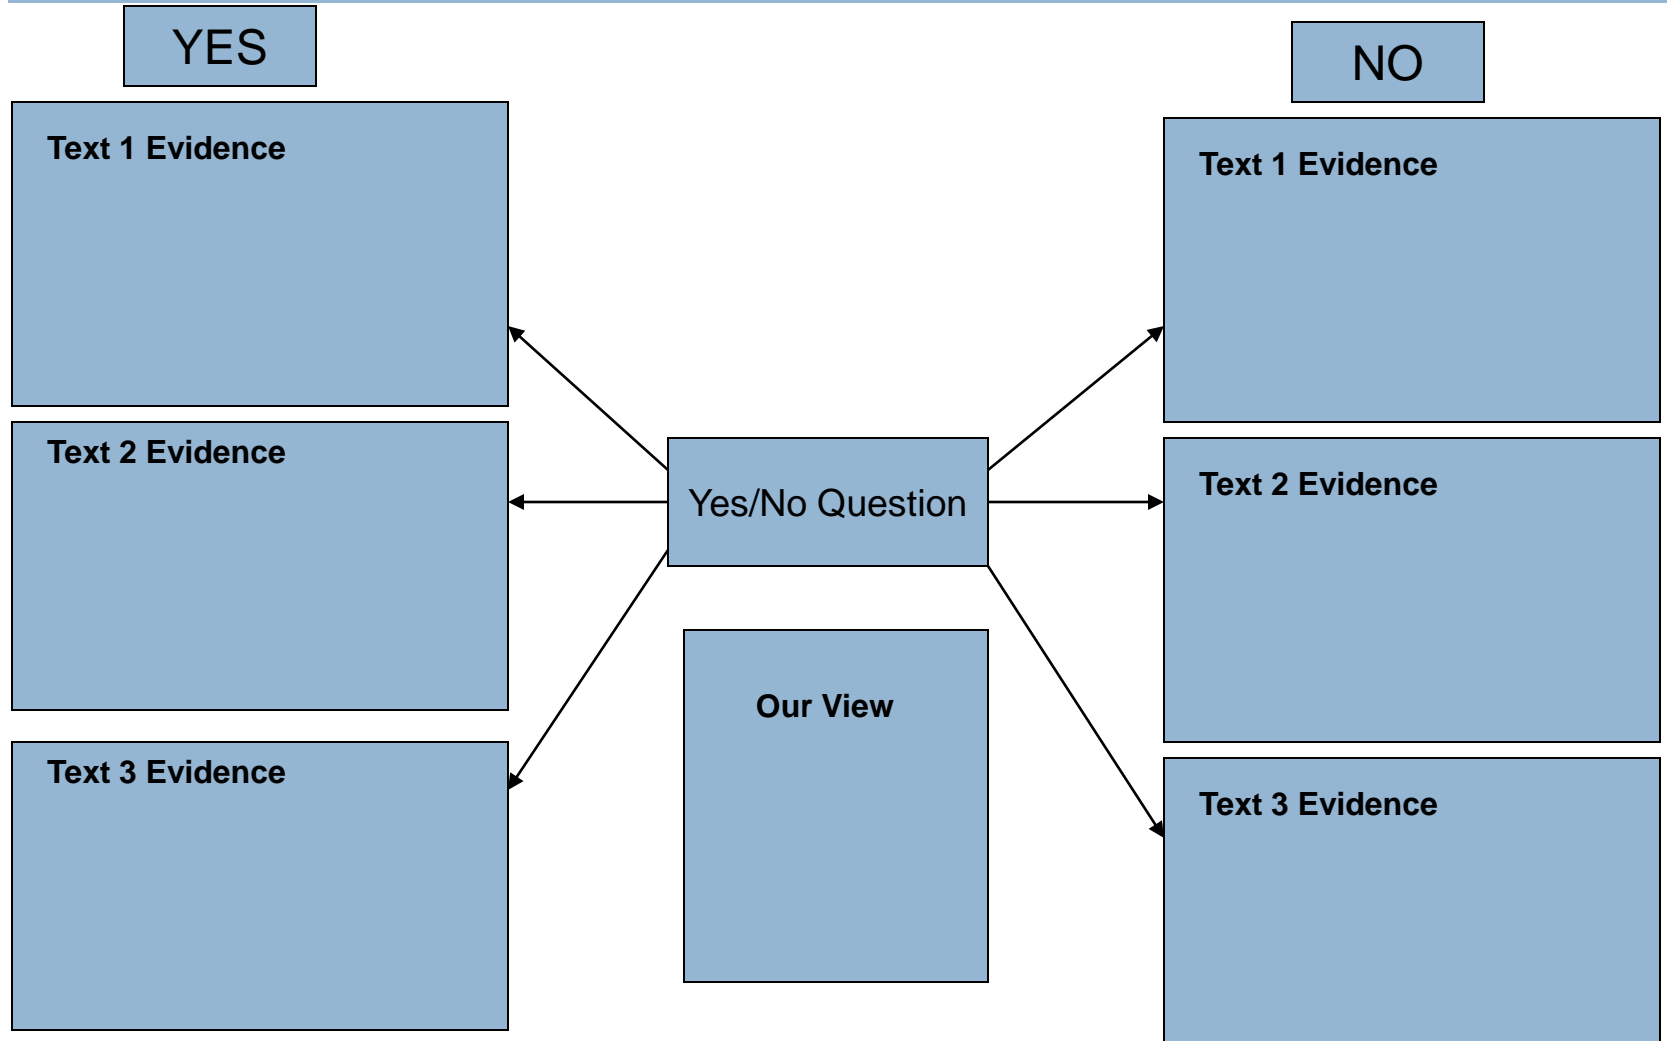 YES
Text 1 Evidence
Text 2 Evidence
Text 3 Evidence
Yes/No Question
Our View
NO
Text 1 Evidence
Text 2 Evidence
Text 3 Evidence